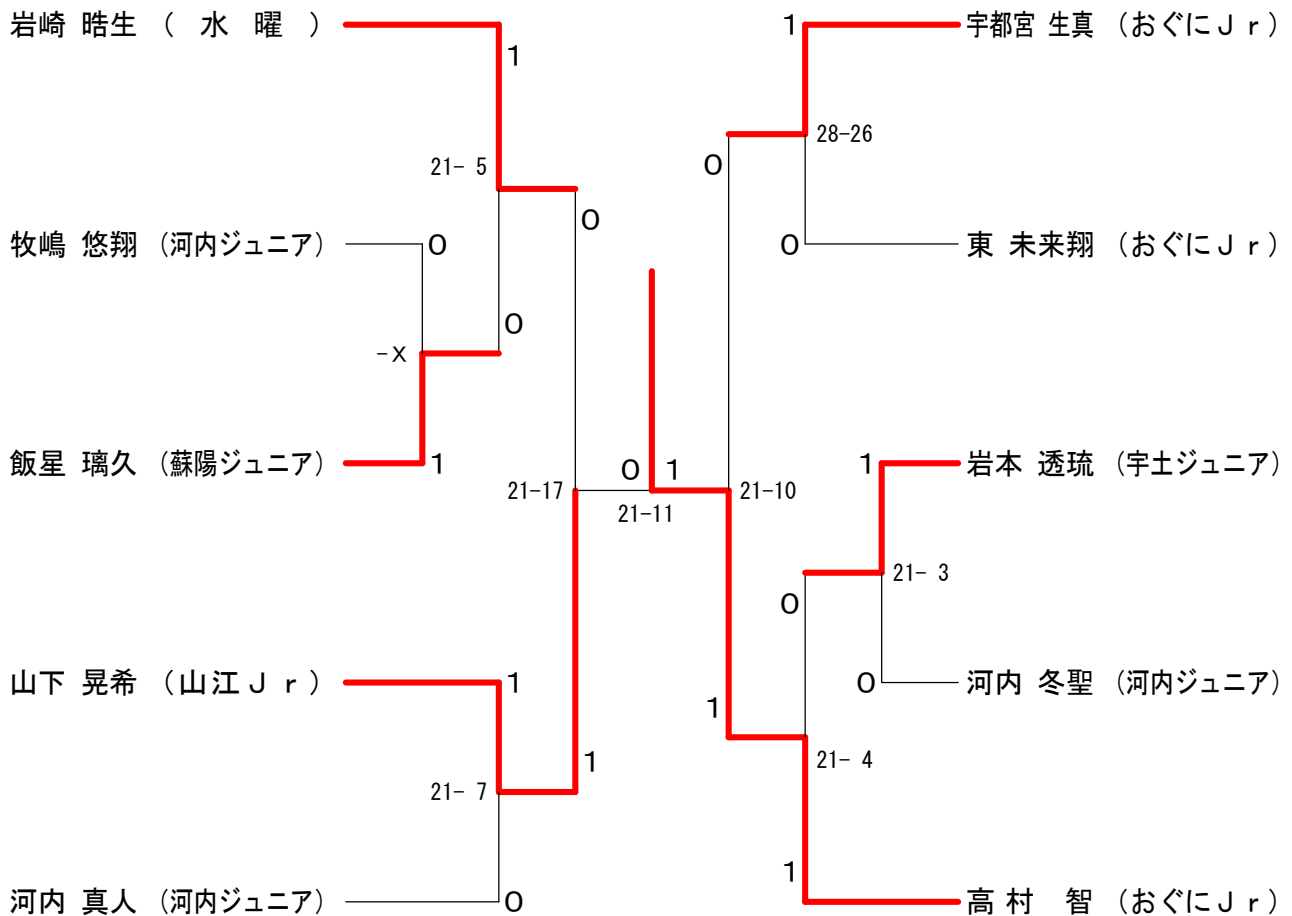 岩崎 晧生 ( 水 曜 )
1
1
宇都宮 生真 (おぐにJr)
28-26
21- 5
0
0
牧嶋 悠翔 (河内ジュニア)
0
0
東 未来翔 (おぐにJr)
0
-X
飯星 璃久 (蘇陽ジュニア)
1
0
1
1
岩本 透琉 (宇土ジュニア)
21-17
21-11
21-10
21- 3
0
山下 晃希 (山江Jr)
1
0
河内 冬聖 (河内ジュニア)
1
1
21- 4
21- 7
1
河内 真人 (河内ジュニア)
0
高村 智 (おぐにJr)